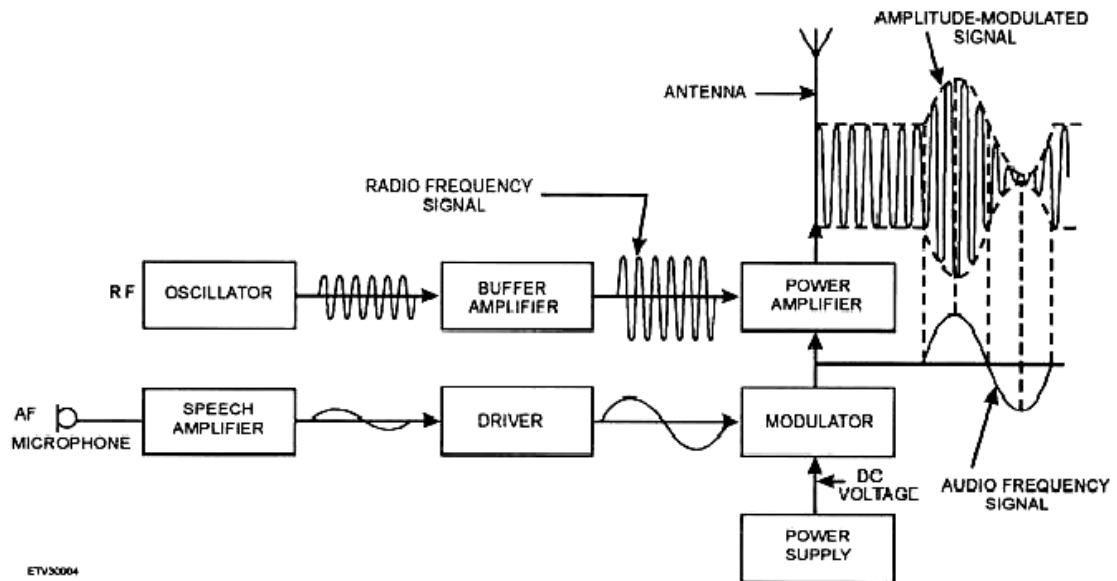 AMPLITUDE-MODULATED
SIGNAL
ANTENNA
RADIO FREQUENCY
SIGNAL
RF
OSCILLATOR
BUFFER
AMPLIFIER
POWER
AMPLIFIER
AF
MICROPHONE
SPEECH
AMPLIFIER
DRIVER
MODULATOR
DC
VOLTAGE
AUDIO FREQUENCY
SIGNAL
POWER
SUPPLY
ETV30004